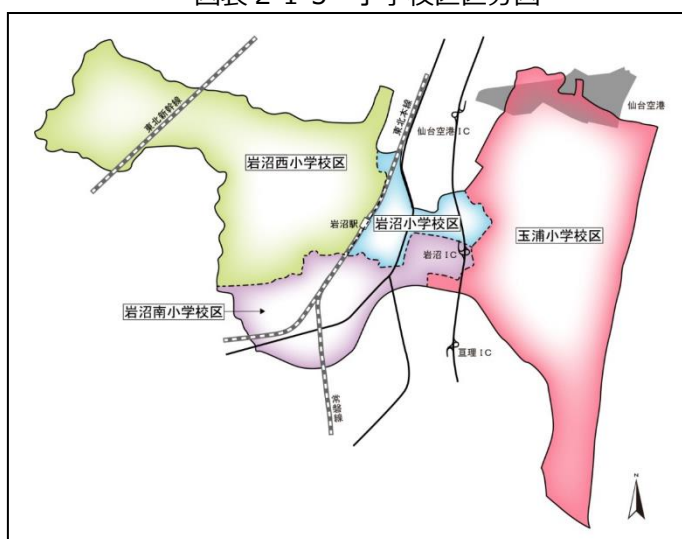 図表 2-1-3 小学校区区分図
東北新幹線
東北本線
仙台空港
仙台空港IC
岩沼西小学校区
岩沼駅
岩沼小学校区
玉浦小学校区
岩沼IC
岩沼南小学校区
亘理IC
常磐線
N